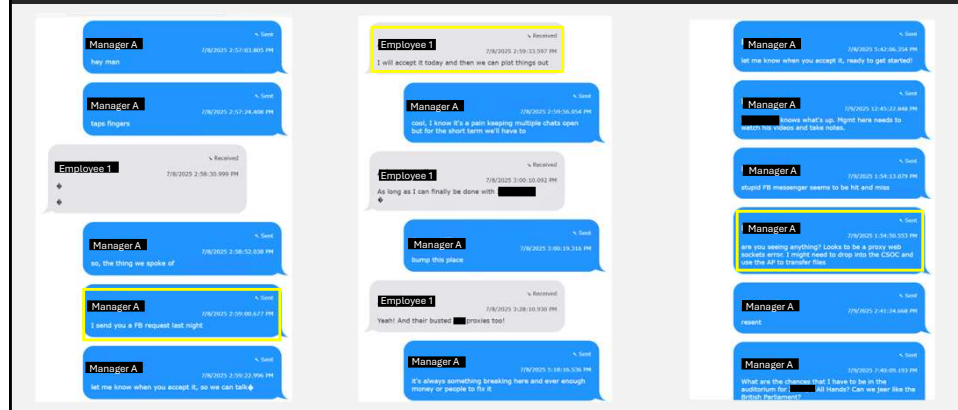 Sent
Manager A
7/8/2025 2:57:03.805 PM
hey man
Sent
Manager A
7/8/2025 2:57:24.408 PM
taps fingers
Received
Employee 1
7/8/2025 2:58:30.999 PM
�
�
Sent
Manager A
7/8/2025 2:58:52.038 PM
so, the thing we spoke of
Sent
Manager A
7/8/2025 2:59:00.677 PM
I send you a FB request last night
Sent
Manager A
7/8/2025 2:59:22.996 PM
let me know when you accept it, so we can talk�
Received
Employee 1
7/8/2025 2:59:33.597 PM
I will accept it today and then we can plot things out
Sent
Manager A
7/8/2025 2:59:56.054 PM
cool, I know it's a pain keeping multiple chats open
but for the short term we'll have to
Received
Employee 1
7/8/2025 3:00:10.092 PM
As long as I can finally be done with
�
Sent
Manager A
7/8/2025 3:00:19.316 PM
bump this place
Received
Employee 1
7/8/2025 3:28:10.930 PM
Yeah! And their busted proxies too!
Sent
Manager A
7/8/2025 5:18:16.536 PM
it's always something breaking here and ever enough
money or people to fix it
Sent
Manager A
7/8/2025 5:42:06.354 PM
let me know when you accept it, ready to get started!
Sent
Manager A
7/9/2025 12:45:22.848 PM
knows what's up. Mgmt here needs to
watch his videos and take notes.
Sent
Manager A
7/9/2025 1:54:13.079 PM
stupid FB messenger seems to be hit and miss
Sent
Manager A
7/9/2025 1:54:50.553 PM
are you seeing anything? Looks to be a proxy web
sockets error. I might need to drop into the CSOC and
use the AP to transfer files
Sent
Manager A
7/9/2025 2:41:24.668 PM
resent
Sent
Manager A
7/9/2025 7:40:09.193 PM
What are the chances that I have to be in the
auditorium for All Hands? Can we jeer like the
British Parliament?